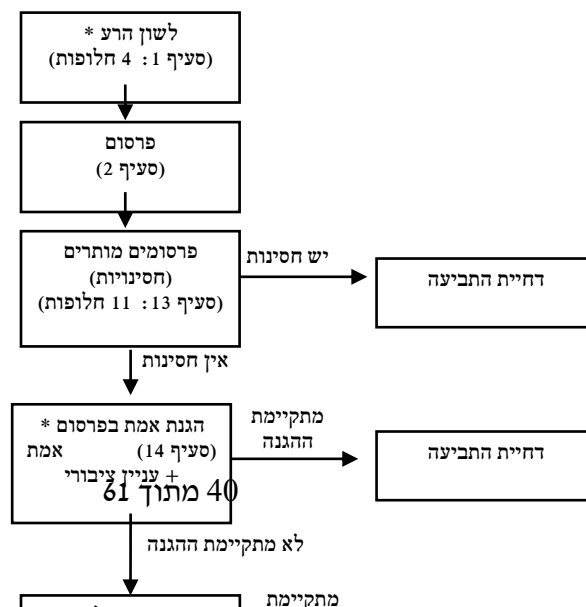 לשון הרע *
(סעיף 1: 4 חלופות)
פרסום
(סעיף 2)
פרסומים מותרים
(חסינויות)
(סעיף 13: 11 חלופות)
יש חסינות
דחיית התביעה
אין חסינות
הגנת אמת בפרסום *
(סעיף 14) אמת
+ עניין ציבורי
40 מתוך 61
מתקיימת
ההגנה
דחיית התביעה
לא מתקיימת ההגנה
מתקיימת